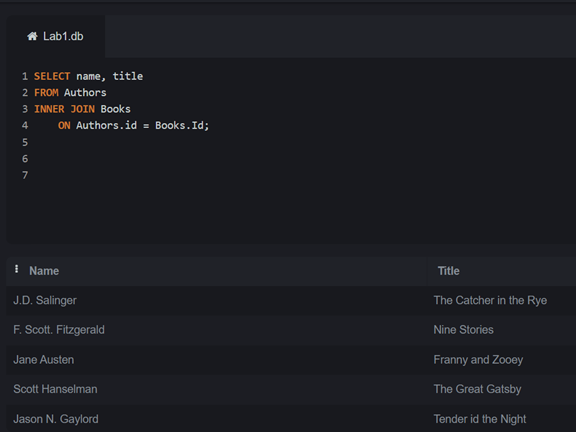 Lab1.db
1 SELECT name, title
2 FROM Authors
3 INNER JOIN Books
4 ON Authors.id = Books.Id;
5
6
7
Name Title
J.D. Salinger The Catcher in the Rye
F. Scott. Fitzgerald Nine Stories
Jane Austen Franny and Zooey
Scott Hanselman The Great Gatsby
Jason N. Gaylord Tender id the Night